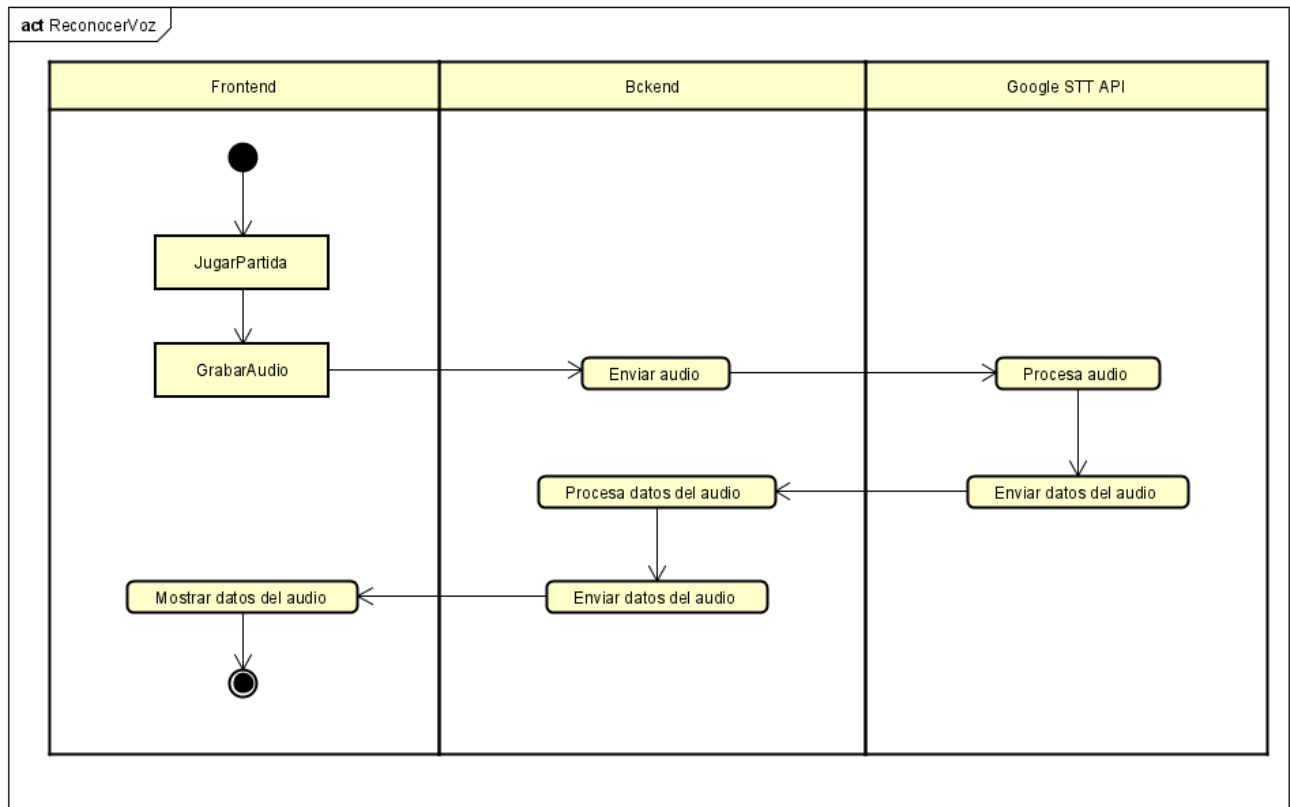 act ReconocerVoz
Frontend
Bckend
Google STT API
JugarPartida
GrabarAudio
Enviar audio
Procesa audio
Procesa datos del audio
Enviar datos del audio
Mostrar datos del audio
Enviar datos del audio